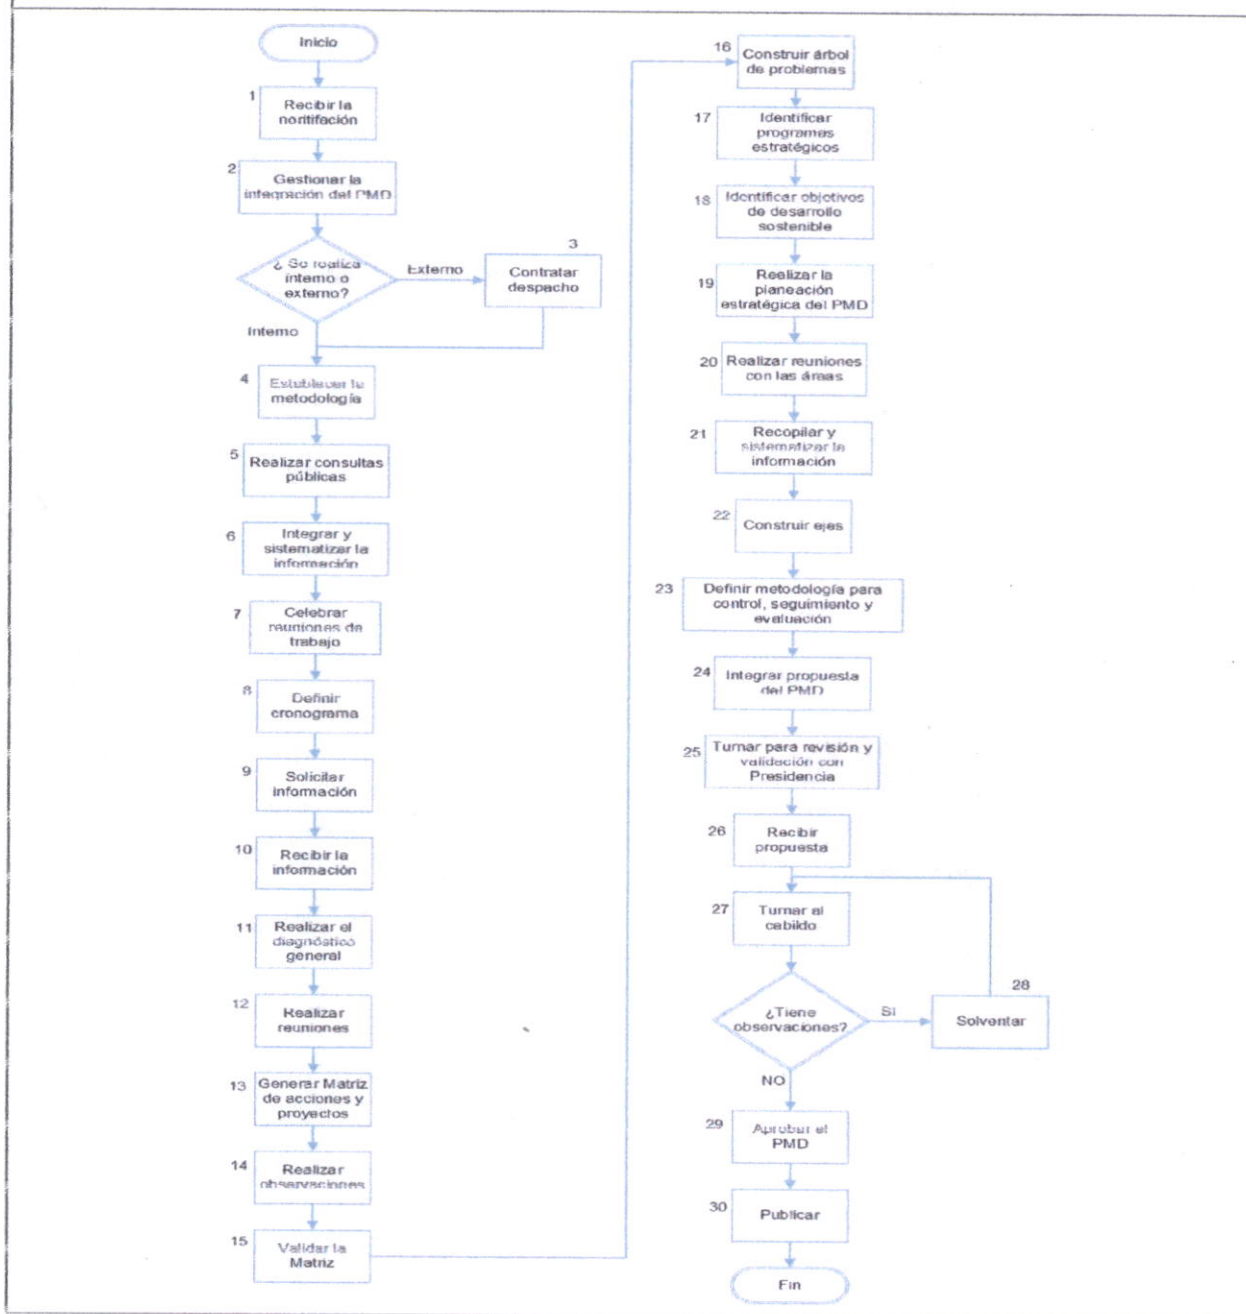 Inicio
1
Recibir la
noritifación
2
Gestionar la
integración del PMD
¿ Se realiza
interno o
externo?
Externo
3
Contratar
despacho
Interno
4
Establecer la
metodología
5
Realizar consultas
públicas
6
Integrar y
sistematizar la
información
7
Celebrar
reuniones de
trabajo
8
Definir
cronograma
9
Solicitar
información
10
Recibir la
información
11
Realizar el
diagnóstico
general
12
Realizar
reuniones
13
Generar Matriz
de acciones y
proyectos
14
Realizar
observaciones
15
Validar la
Matriz
16
Construir árbol
de problemas
17
Identificar
programas
estratégicos
18
Identificar objetivos
de desarrollo
sostenible
19
Realizar la
planeación
estratégica del PMD
20
Realizar reuniones
con las áreas
21
Recopilar y
sistematizar la
información
22
Construir ejes
23
Definir metodología para
control, seguimiento y
evaluación
24
Integrar propuesta
del PMD
25
Turnar para revisión y
validación con
Presidencia
26
Recibir
propuesta
27
Turnar al
cabildo
¿Tiene
observaciones?
SI
28
Solventar
NO
29
Aprobar el
PMD
30
Publicar
Fin